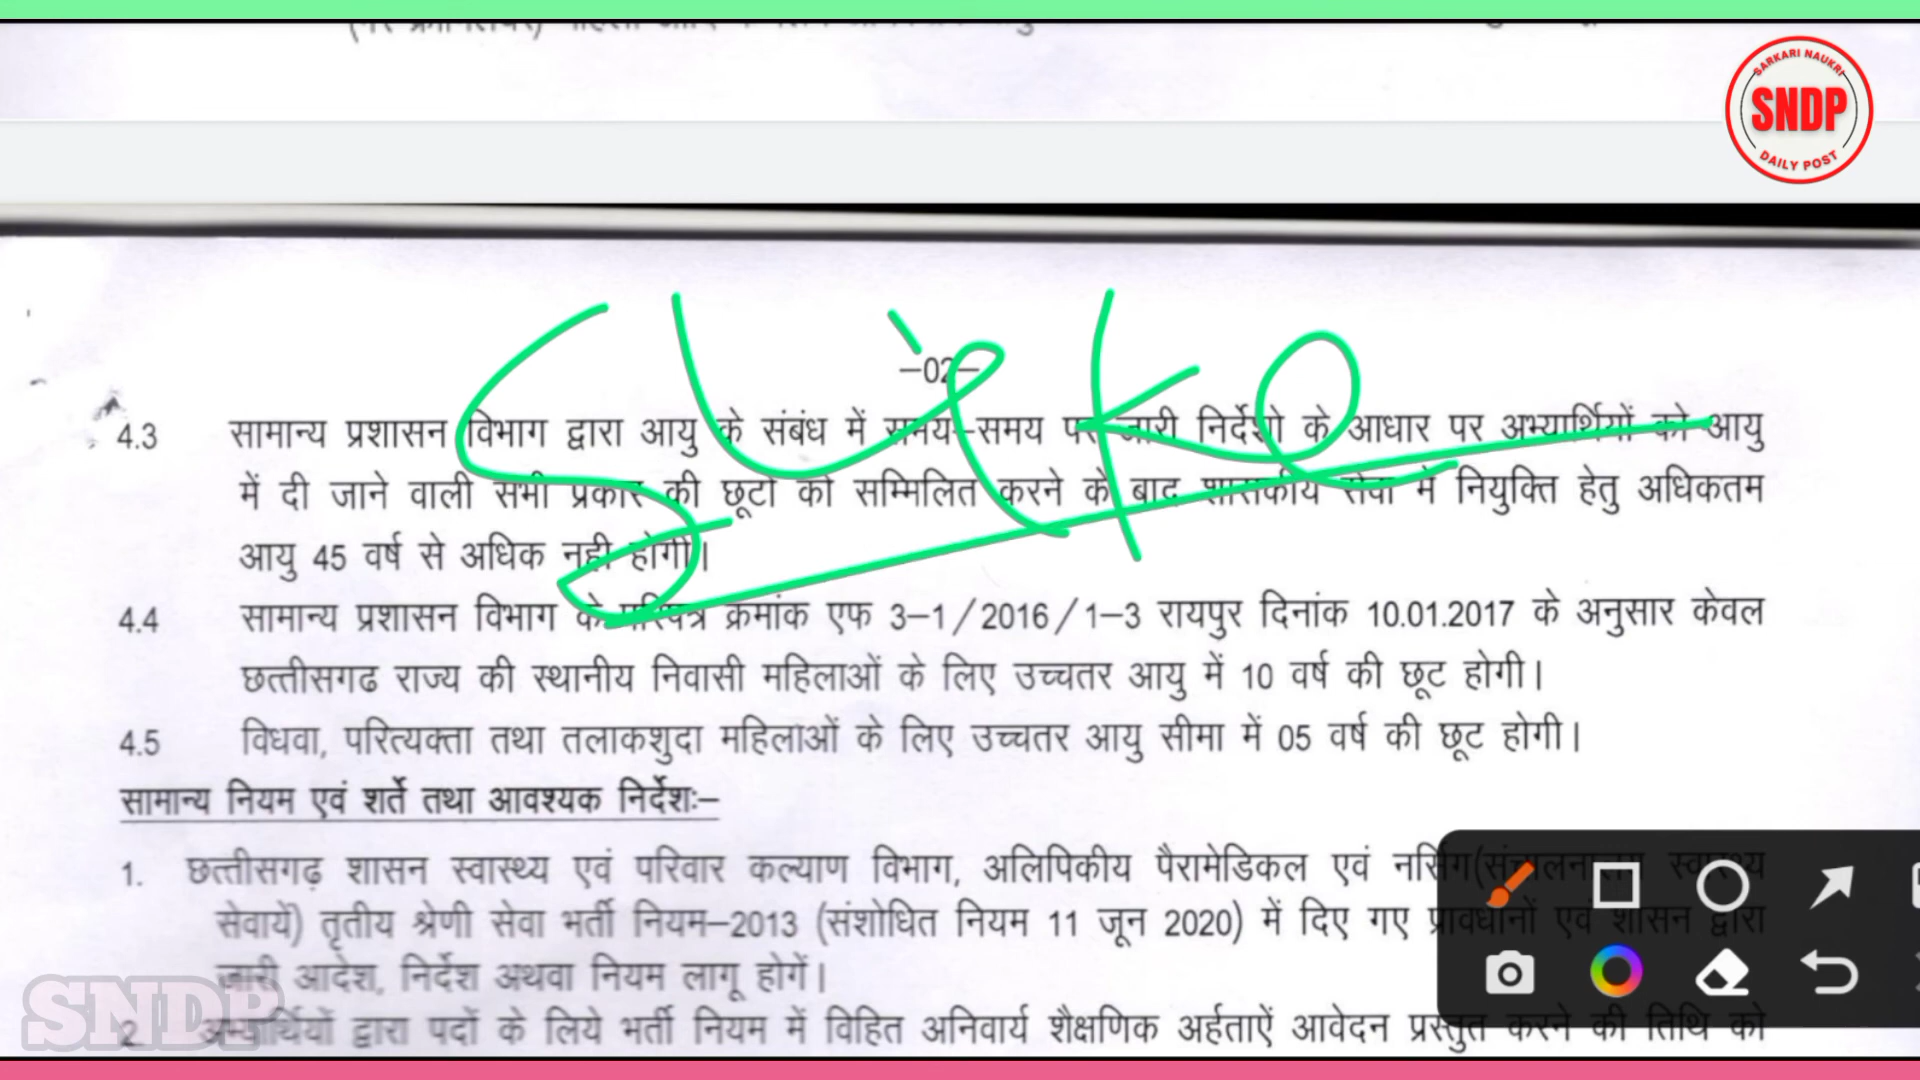 SARKARI NAUKRI
SNDP
DAILY POST
–02–
4.3 सामान्य प्रशासन विभाग द्वारा आयु के संबंध में समय–समय पर जारी निर्देशो के आधार पर अभ्यार्थियों को आयु
में दी जाने वाली सभी प्रकार की छूटों को सम्मिलित करने के बाद शासकीय सेवा में नियुक्ति हेतु अधिकतम
आयु 45 वर्ष से अधिक नही होगी।
4.4 सामान्य प्रशासन विभाग के परिपत्र क्रमांक एफ 3–1/2016/1–3 रायपुर दिनांक 10.01.2017 के अनुसार केवल
छत्तीसगढ राज्य की स्थानीय निवासी महिलाओं के लिए उच्चतर आयु में 10 वर्ष की छूट होगी।
4.5 विधवा, परित्यक्ता तथा तलाकशुदा महिलाओं के लिए उच्चतर आयु सीमा में 05 वर्ष की छूट होगी।
सामान्य नियम एवं शर्ते तथा आवश्यक निर्देशः–
1. छत्तीसगढ़ शासन स्वास्थ्य एवं परिवार कल्याण विभाग, अलिपिकीय पैरामेडिकल एवं नर्सिंग(संचालनालय स्वास्थ्य
सेवायें) तृतीय श्रेणी सेवा भर्ती नियम–2013 (संशोधित नियम 11 जून 2020) में दिए गए प्रावधानों एवं शासन द्वारा
जारी आदेश, निर्देश अथवा नियम लागू होगें।
2. अभ्यार्थियों द्वारा पदों के लिये भर्ती नियम में विहित अनिवार्य शैक्षणिक अर्हताऐं आवेदन प्रस्तुत करने की तिथि को
SNDP